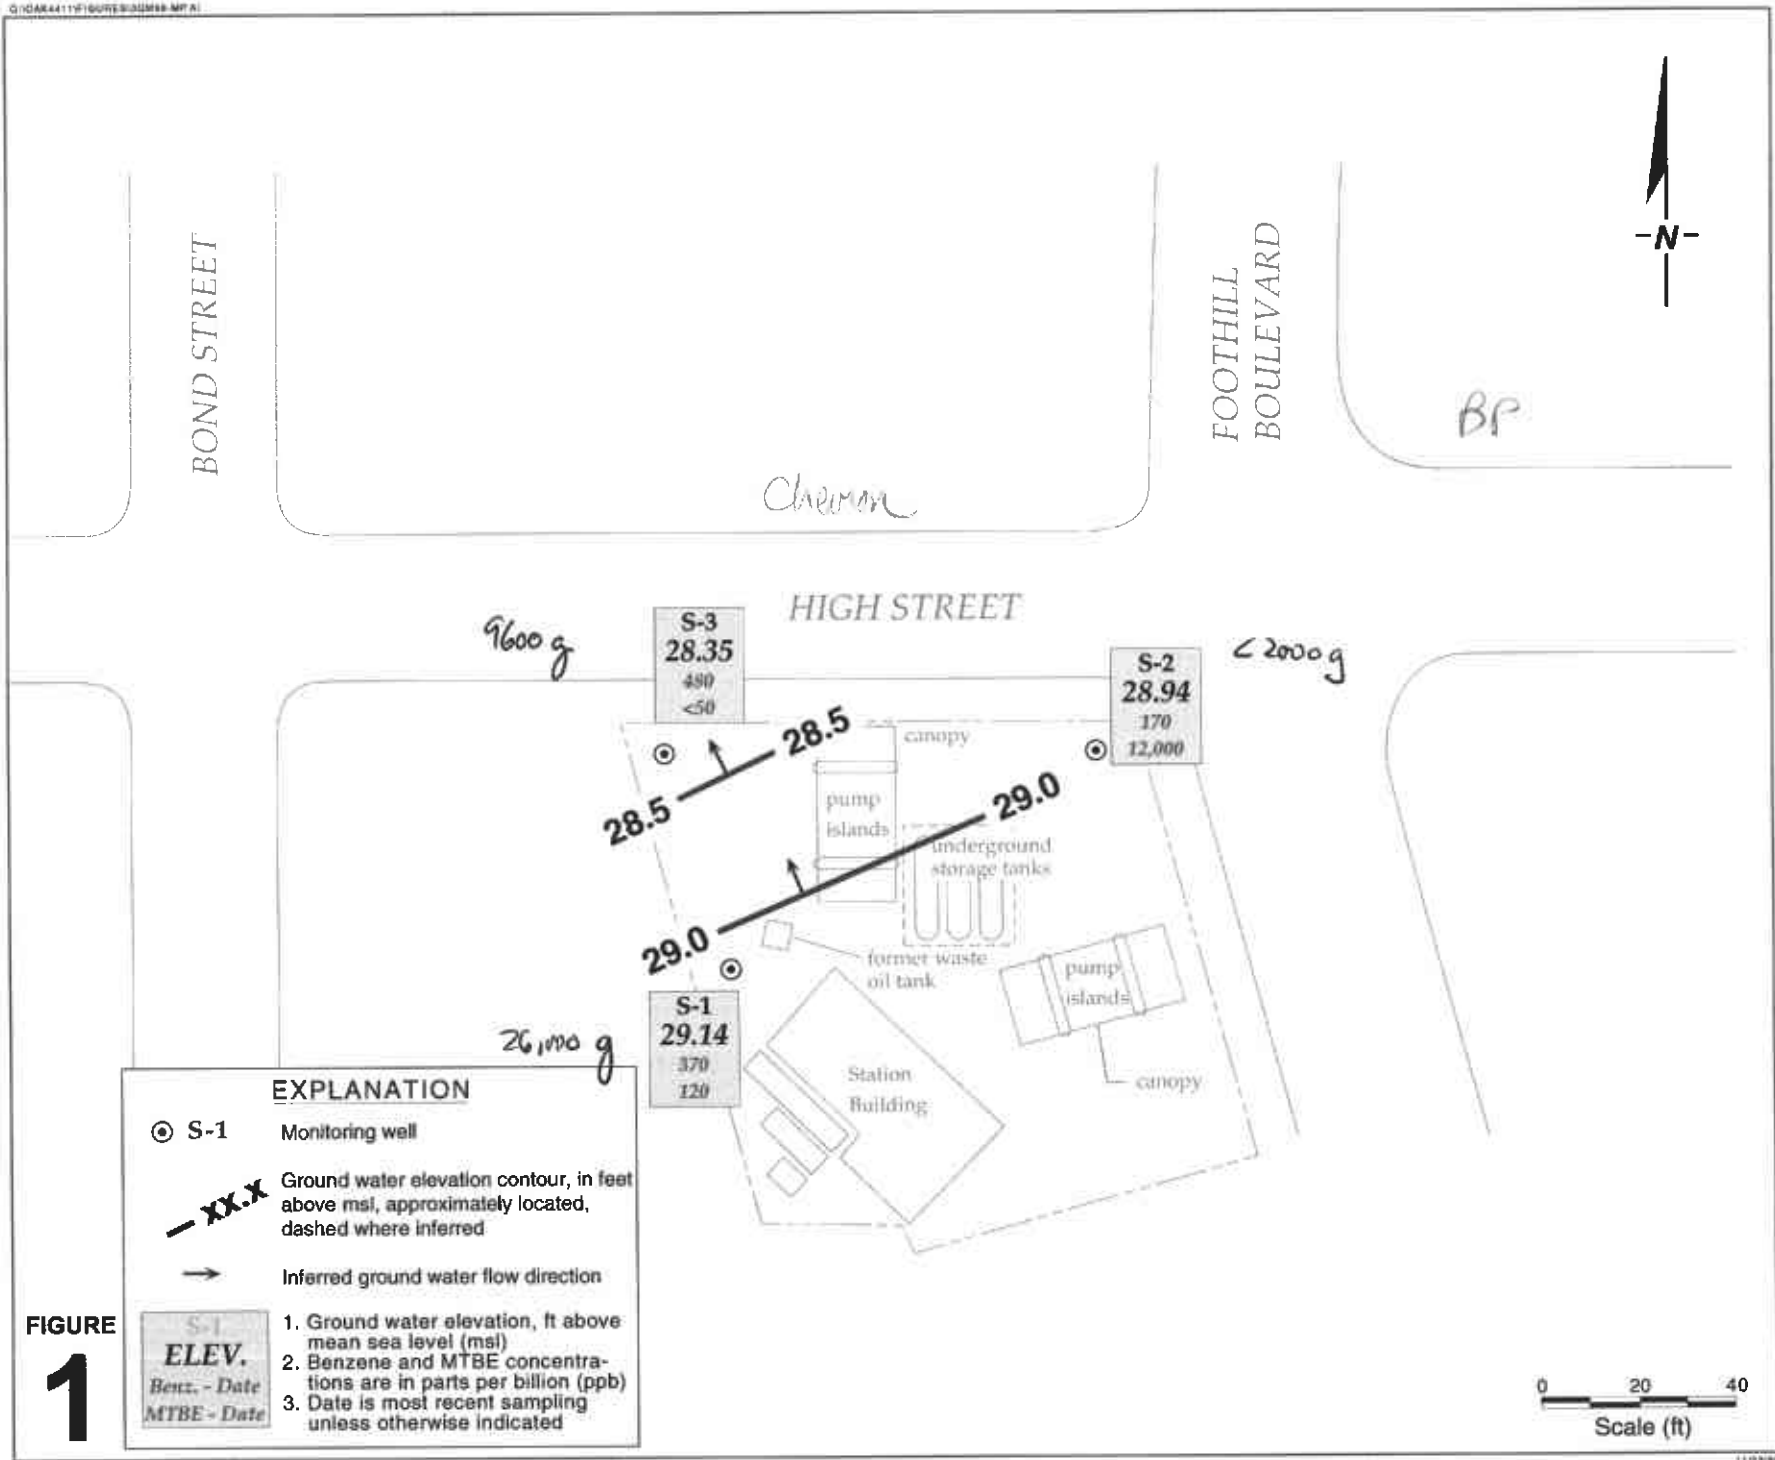 BOND STREET
FOOTHILL
BOULEVARD
-N-
BP
Chevron
HIGH STREET
9600 g
S-3
28.35
480
<50
S-2
28.94
170
12,000
<2000 g
28.5
28.5
canopy
pump
islands
29.0
29.0
underground
storage tanks
former waste
oil tank
pump
islands
canopy
Station
Building
26,000 g
S-1
29.14
370
120
EXPLANATION
S-1 Monitoring well
XX.X Ground water elevation contour, in feet
above msl, approximately located,
dashed where inferred
Inferred ground water flow direction
S-1
ELEV.
Benz. - Date
MTBE - Date
1. Ground water elevation, ft above
mean sea level (msl)
2. Benzene and MTBE concentra-
tions are in parts per billion (ppb)
3. Date is most recent sampling
unless otherwise indicated
FIGURE
1
0 20 40
Scale (ft)